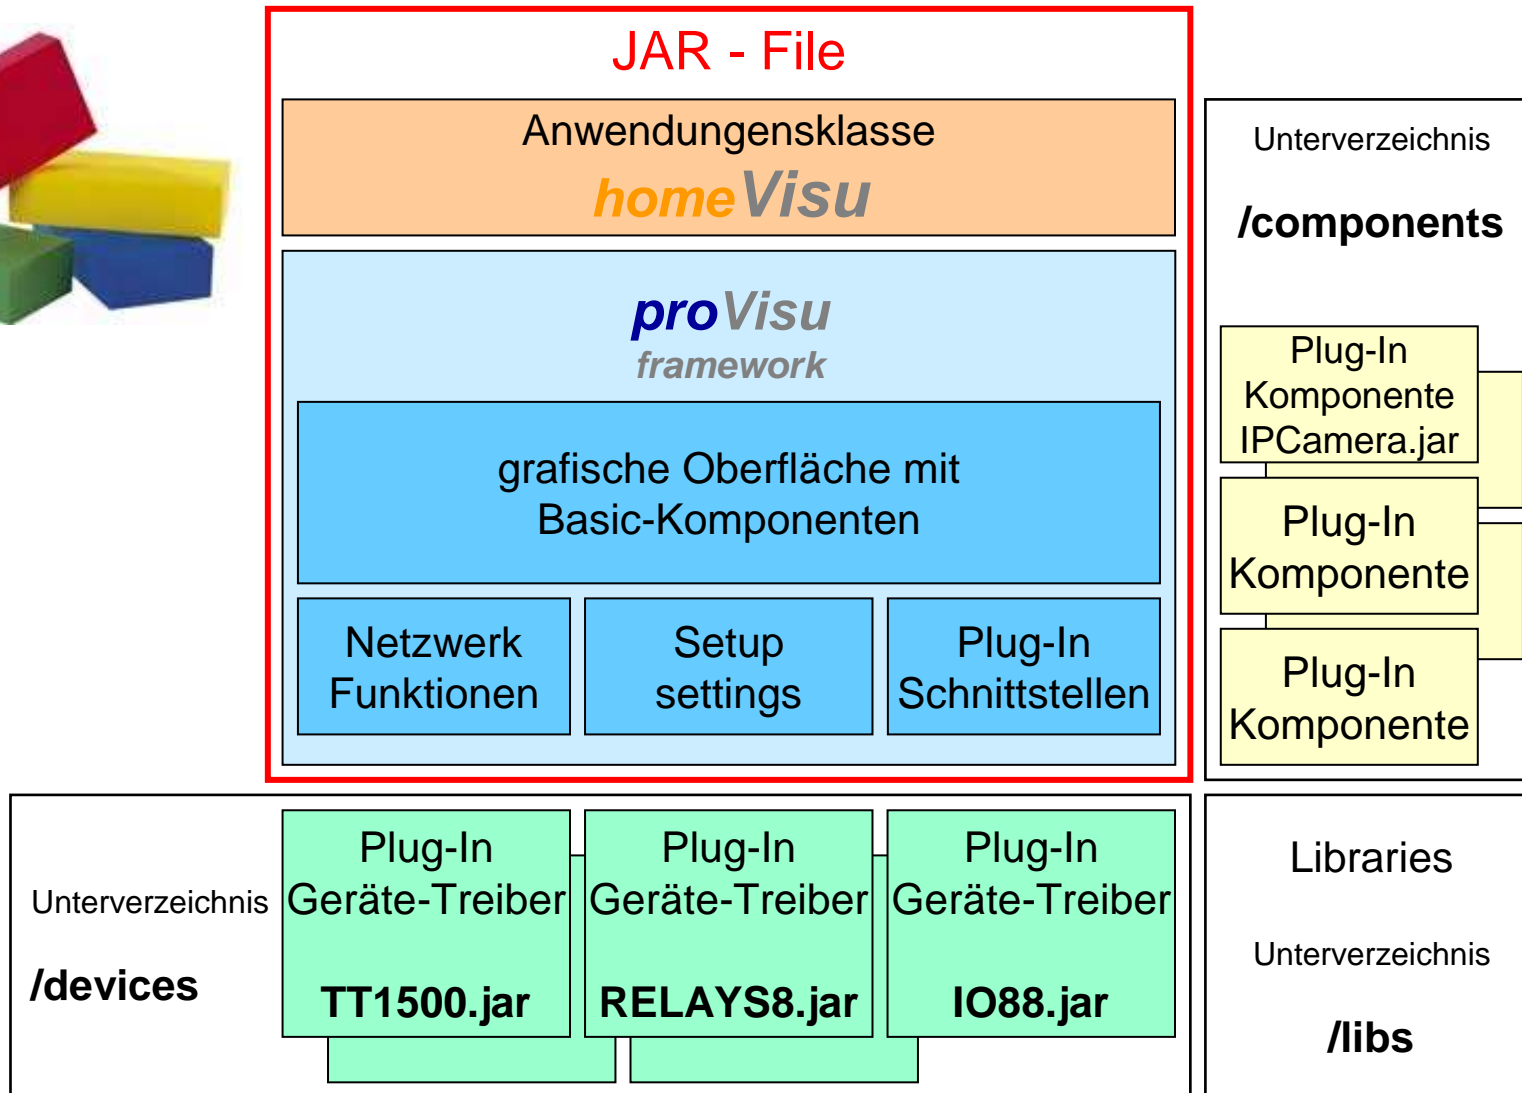 JAR - File
Anwendungensklasse
homeVisu
proVisu
framework
grafische Oberfläche mit
Basic-Komponenten
Netzwerk
Funktionen
Setup
settings
Plug-In
Schnittstellen
Unterverzeichnis
/components
Plug-In
Komponente
IPCamera.jar
Plug-In
Komponente
Plug-In
Komponente
Unterverzeichnis
/devices
Plug-In
Geräte-Treiber
TT1500.jar
Plug-In
Geräte-Treiber
RELAYS8.jar
Plug-In
Geräte-Treiber
IO88.jar
Libraries
Unterverzeichnis
/libs